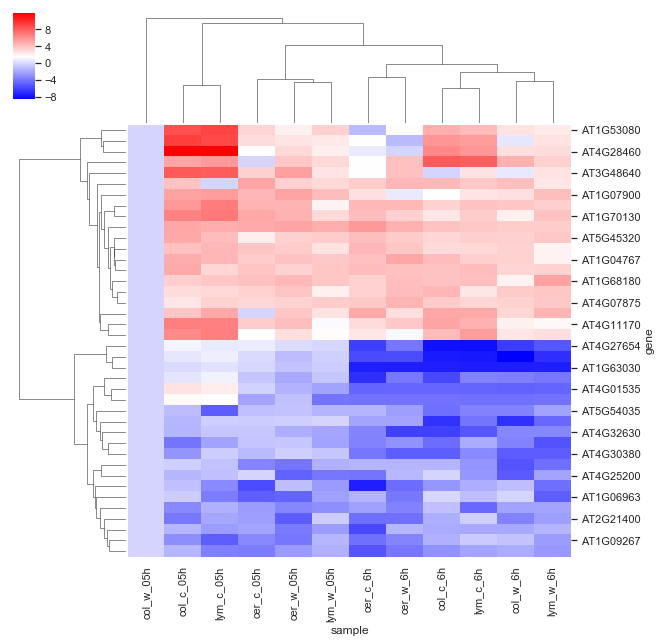 8
4
0
−4
−8
AT1G53080
AT4G28460
AT3G48640
AT1G07900
AT1G70130
AT5G45320
AT1G04767
AT1G68180
AT4G07875
AT4G11170
AT4G27654
AT1G63030
AT4G01535
AT5G54035
AT4G32630
AT4G30380
AT4G25200
AT1G06963
AT2G21400
AT1G09267
gene
col_w_05h
col_c_05h
lym_c_05h
cer_c_05h
cer_w_05h
lym_w_05h
cer_c_6h
cer_w_6h
col_c_6h
lym_c_6h
col_w_6h
lym_w_6h
sample